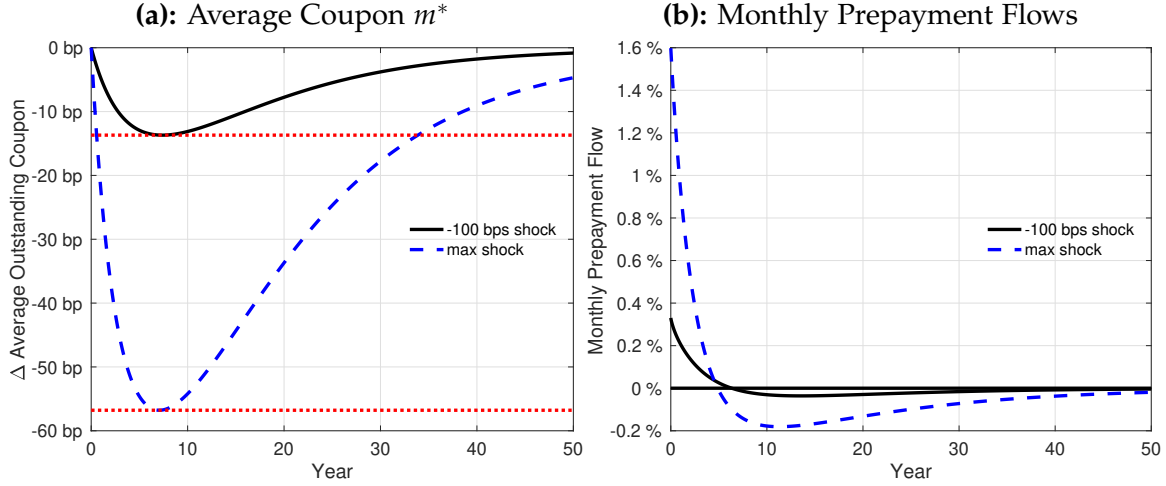 (a): Average Coupon m*
0 bp
-10 bp
-20 bp
-30 bp
-40 bp
-50 bp
-60 bp
Δ Average Outstanding Coupon
-100 bps shock
max shock
0 10 20 30 40 50
Year
(b): Monthly Prepayment Flows
1.6 %
1.4 %
1.2 %
1 %
0.8 %
0.6 %
0.4 %
0.2 %
0 %
-0.2 %
Monthly Prepayment Flow
-100 bps shock
max shock
0 10 20 30 40 50
Year